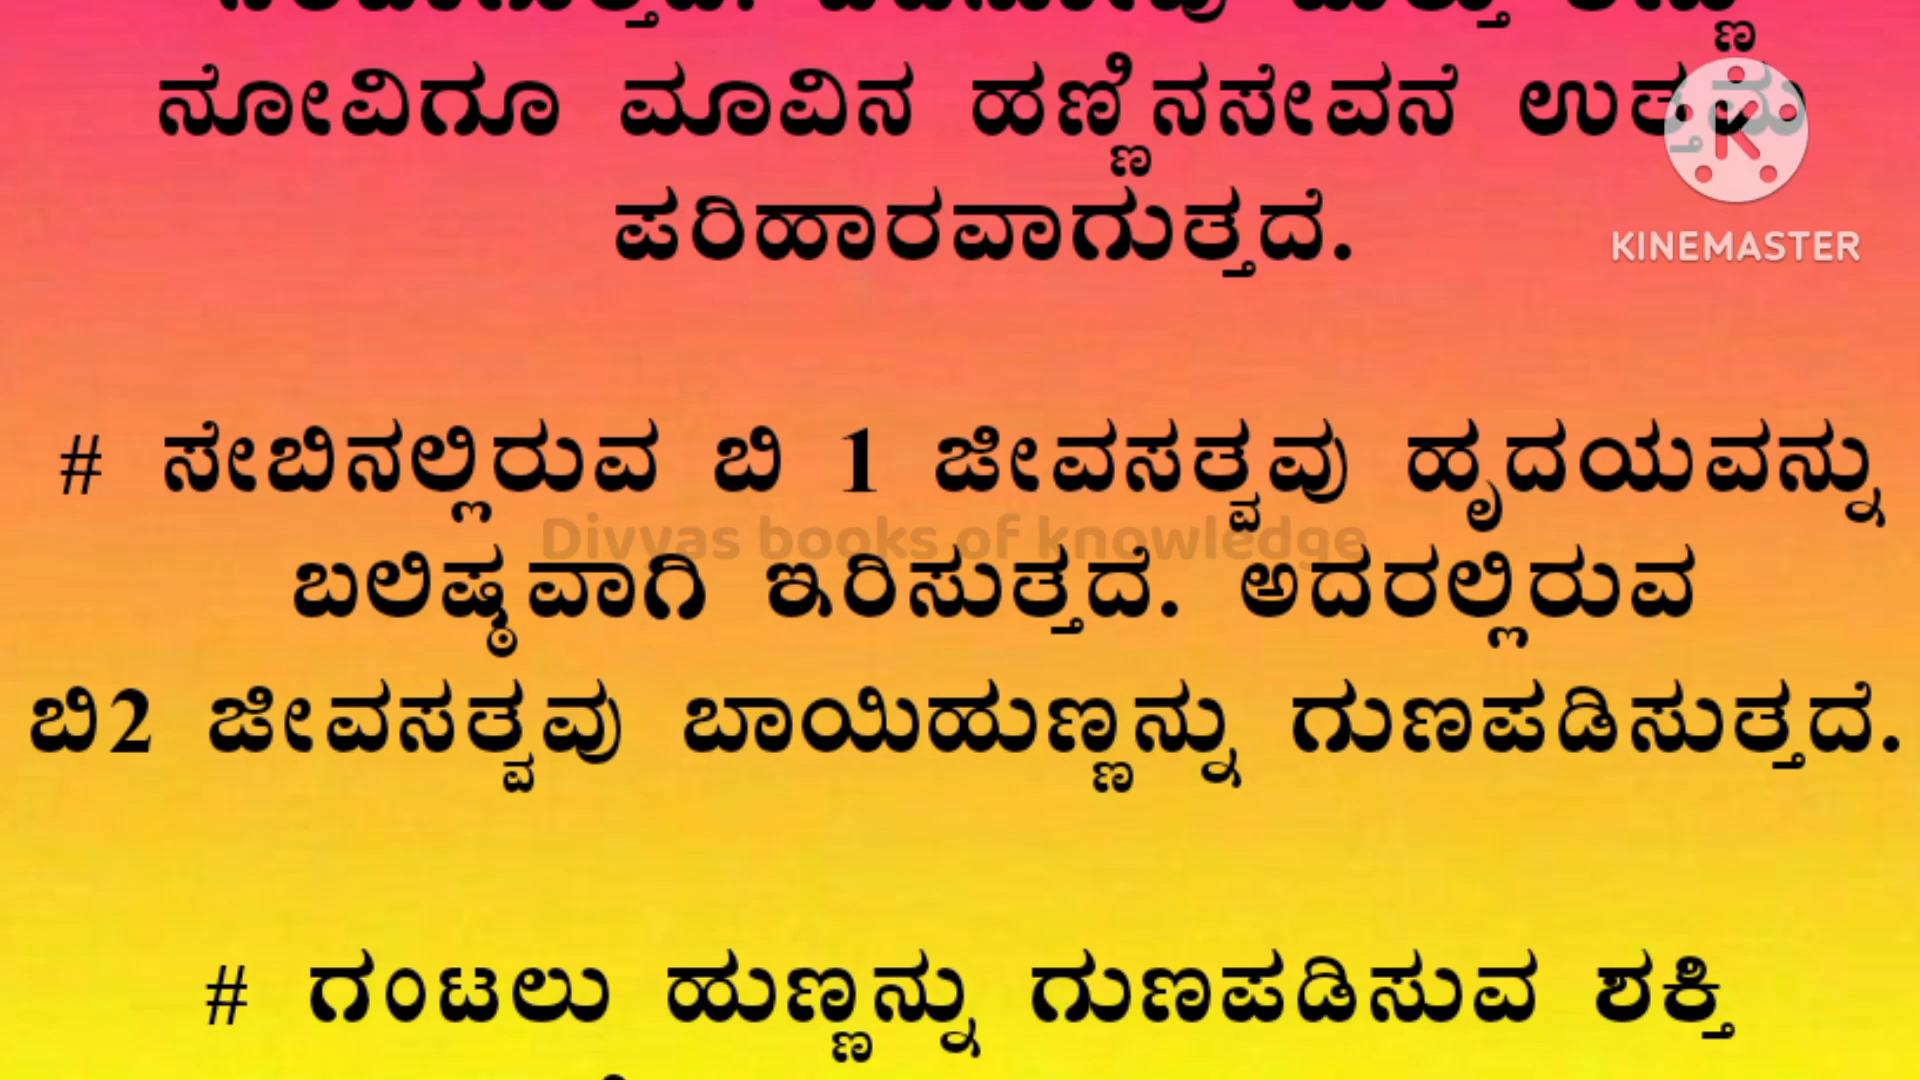 ನೋವಿಗೂ ಮಾವಿನ ಹಣ್ಣಿನಸೇವನೆ ಉತ್ತಮ
KINEMASTER
ಪರಿಹಾರವಾಗುತ್ತದೆ.
# ಸೇಬಿನಲ್ಲಿರುವ ಬಿ 1 ಜೀವಸತ್ವವು ಹೃದಯವನ್ನು
Divyas books of knowledge
ಬಲಿಷ್ಠವಾಗಿ ಇರಿಸುತ್ತದೆ. ಅದರಲ್ಲಿರುವ
ಬಿ2 ಜೀವಸತ್ವವು ಬಾಯಿಹುಣ್ಣನ್ನು ಗುಣಪಡಿಸುತ್ತದೆ.
# ಗಂಟಲು ಹುಣ್ಣನ್ನು ಗುಣಪಡಿಸುವ ಶಕ್ತಿ